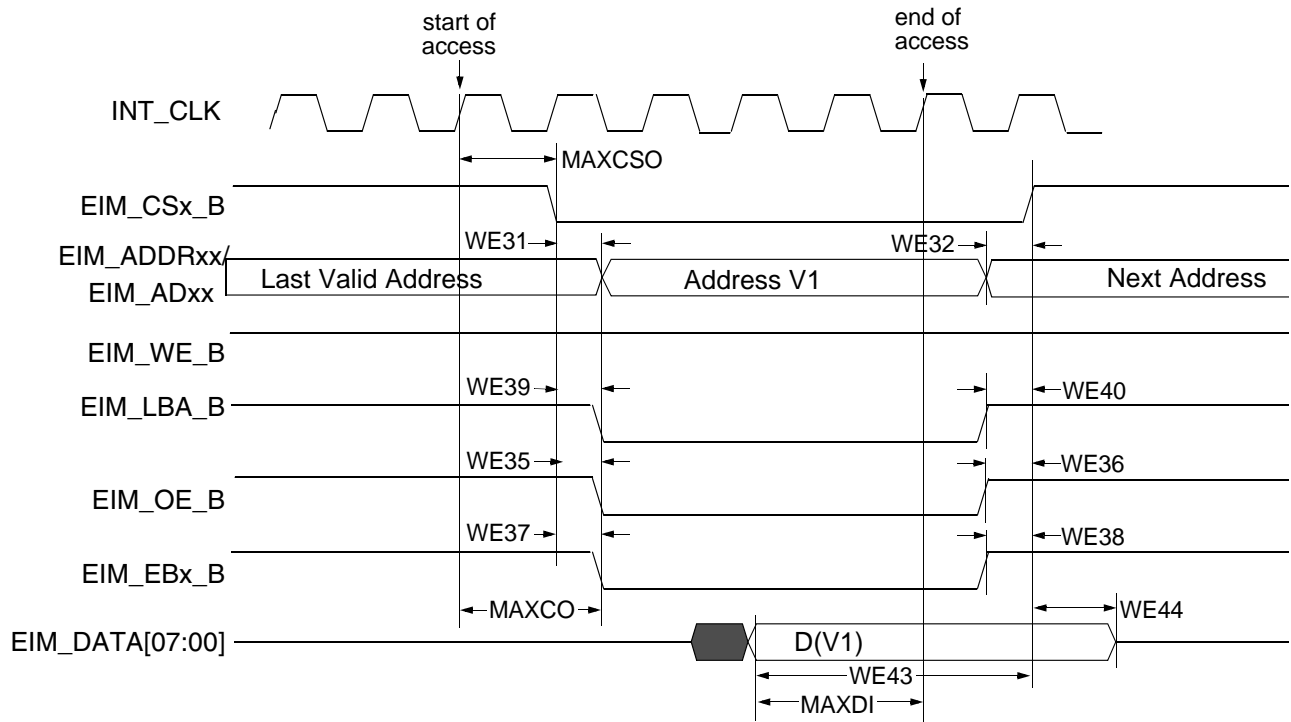 start of
access
end of
access
INT_CLK
MAXCSO
EIM_CSx_B
WE31
WE32
EIM_ADDRxx/
EIM_ADxx
Last Valid Address
Address V1
Next Address
EIM_WE_B
WE39
WE40
EIM_LBA_B
WE35
WE36
EIM_OE_B
WE37
WE38
EIM_EBx_B
MAXCO
WE44
EIM_DATA[07:00]
D(V1)
WE43
MAXDI